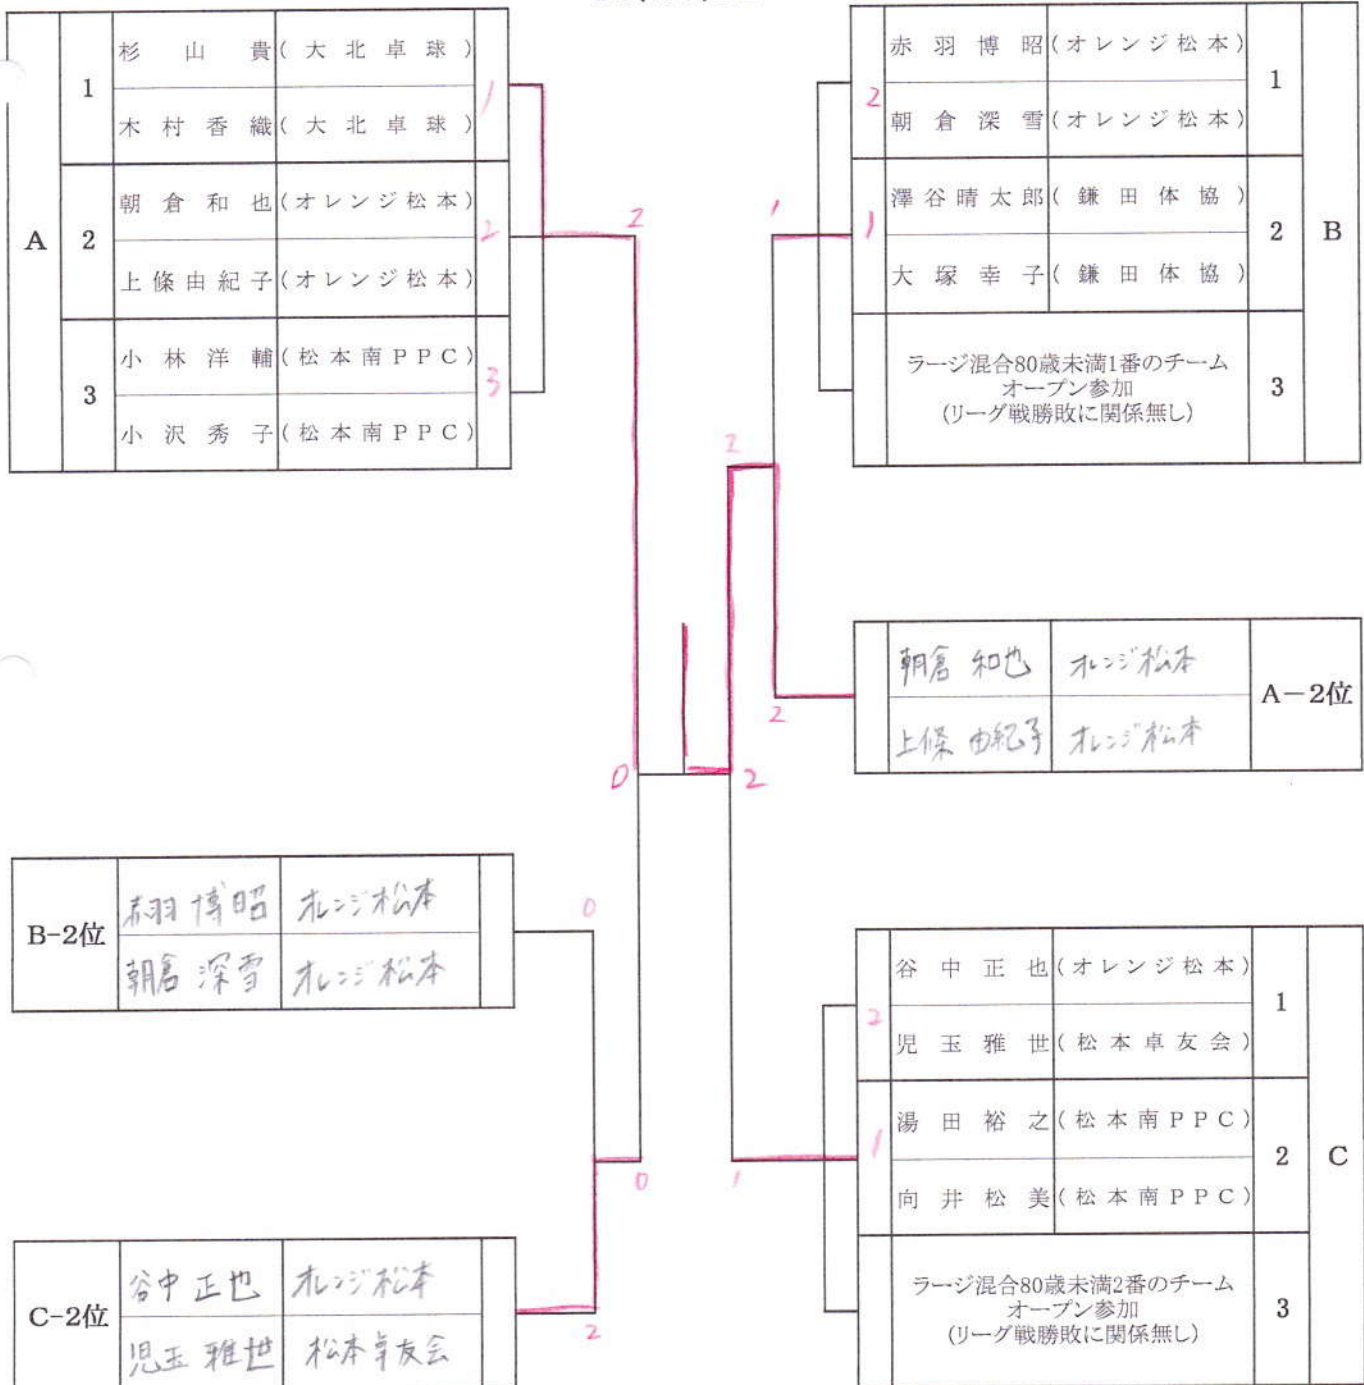 A
1
杉山貴(大北卓球)
木村香織(大北卓球)
1
2
朝倉和也(オレンジ松本)
上條由紀子(オレンジ松本)
2
3
小林洋輔(松本南PPC)
小沢秀子(松本南PPC)
3
2
2
赤羽博昭(オレンジ松本)
朝倉深雪(オレンジ松本)
1
1
1
澤谷晴太郎(鎌田体協)
大塚幸子(鎌田体協)
2
B
ラージ混合80歳未満1番のチーム
オープン参加
(リーグ戦勝敗に関係無し)
3
2
朝倉 和也 オレンジ松本
上條 由紀子 オレンジ松本
A-2位
2
0
2
B-2位
赤羽 博昭 オレンジ松本
朝倉 深雪 オレンジ松本
0
2
谷中正也(オレンジ松本)
児玉雅世(松本卓友会)
1
0
1
1
湯田裕之(松本南PPC)
向井松美(松本南PPC)
2
C
C-2位
谷中 正也 オレンジ松本
児玉 雅世 松本卓友会
2
ラージ混合80歳未満2番のチーム
オープン参加
(リーグ戦勝敗に関係無し)
3